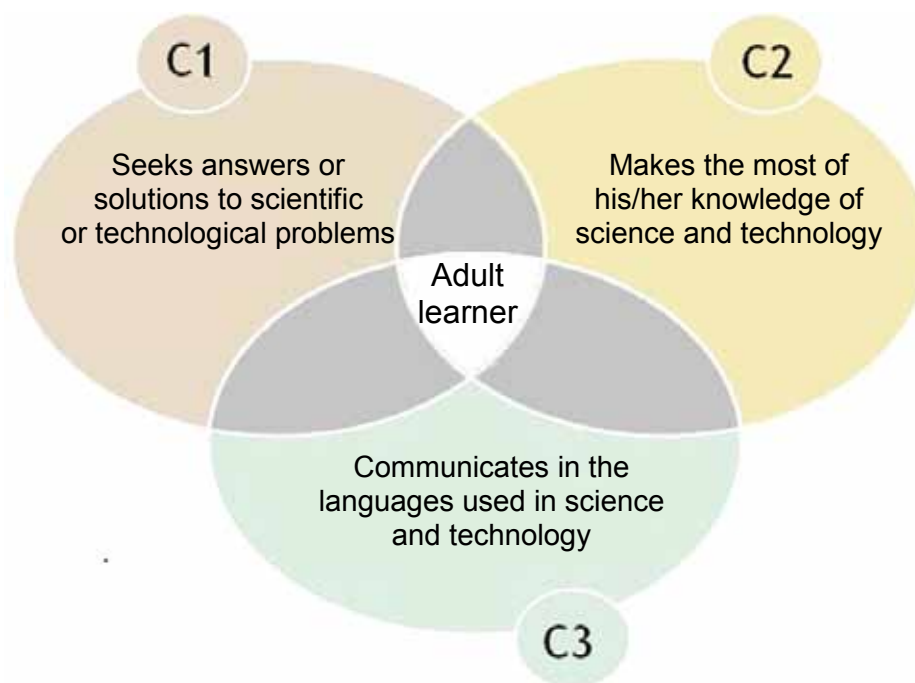 C1
C2
Seeks answers or
solutions to scientific
or technological problems
Makes the most of
his/her knowledge of
science and technology
Adult
learner
Communicates in the
languages used in science
and technology
C3